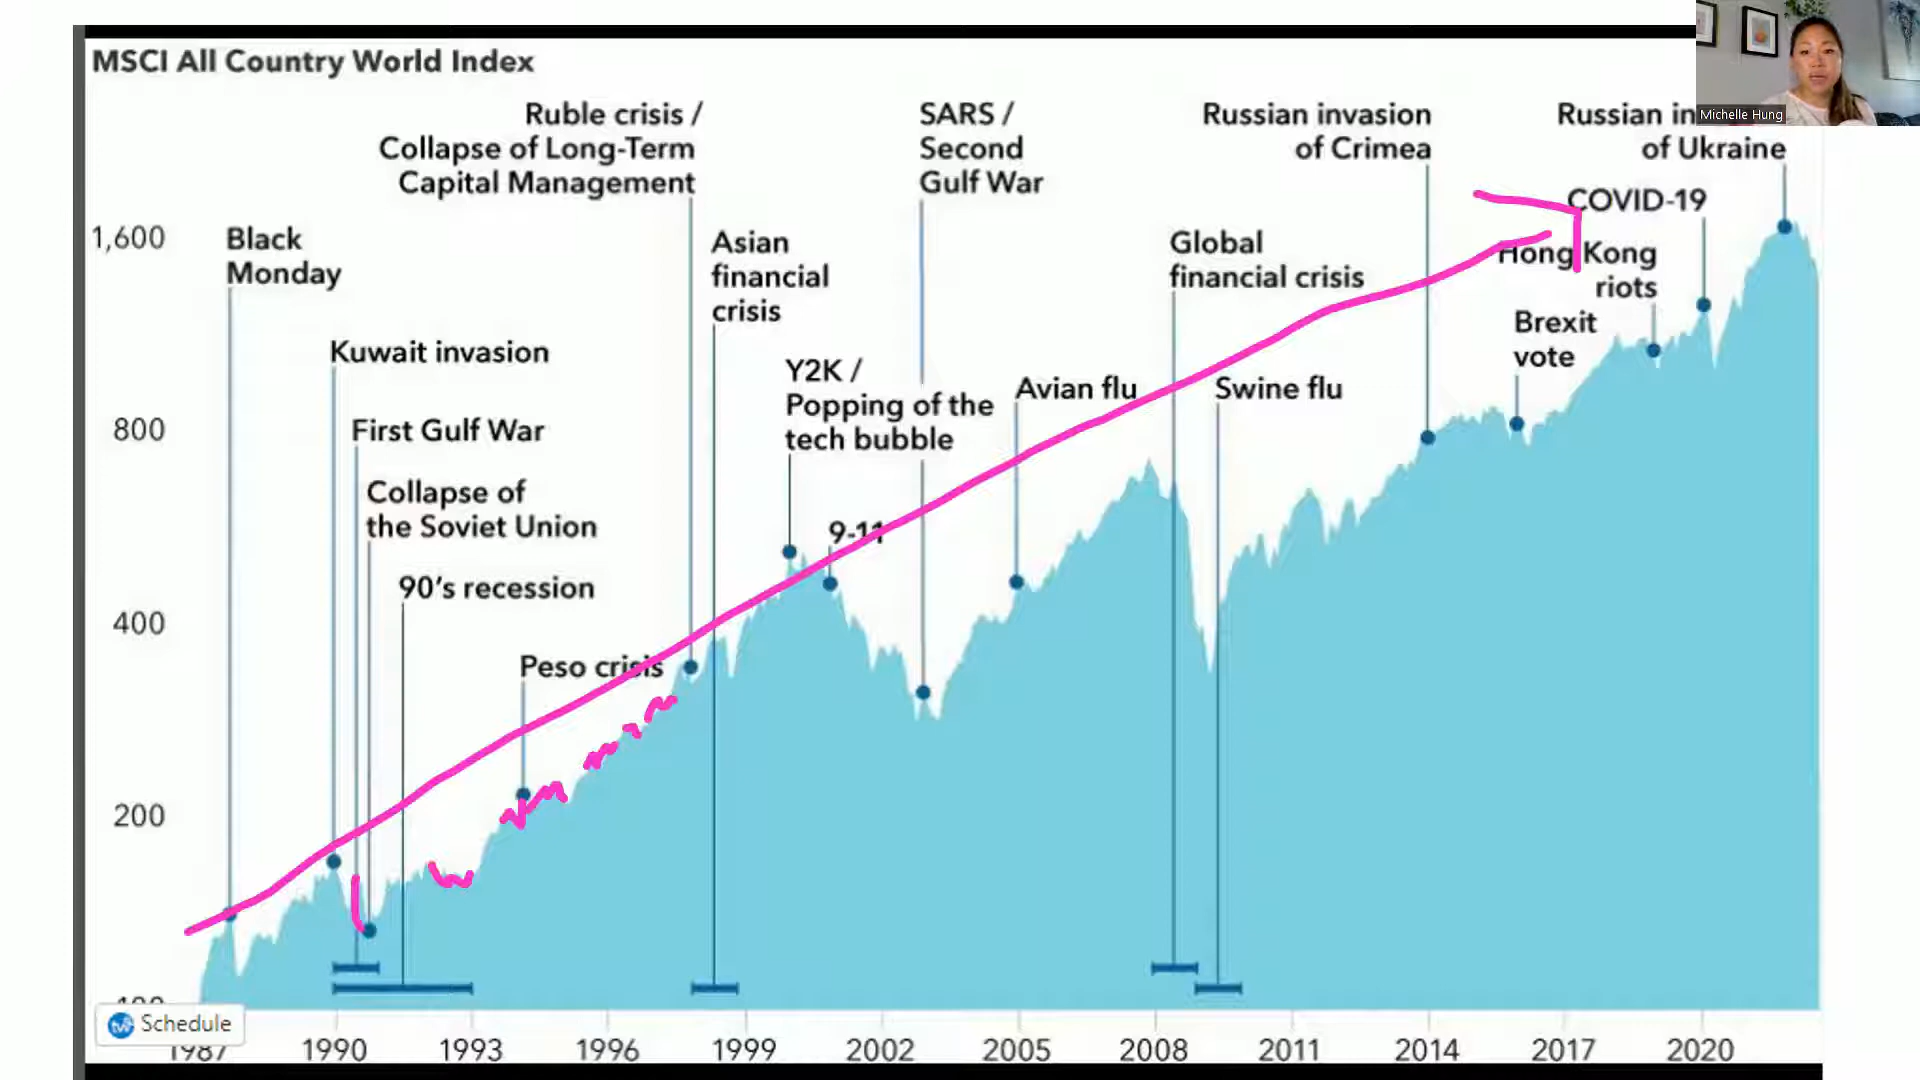 MSCI All Country World Index
Michelle Hung
Ruble crisis /
Collapse of Long-Term
Capital Management
SARS /
Second
Gulf War
Russian invasion
of Crimea
Russian in
of Ukraine
COVID-19
1,600
Black
Monday
Asian
financial
crisis
Global
financial crisis
Hong Kong
riots
Brexit
vote
Kuwait invasion
Y2K /
Popping of the
tech bubble
Avian flu
Swine flu
800
First Gulf War
Collapse of
the Soviet Union
9-11
90's recession
400
Peso crisis
200
100
Schedule
1987 1990 1993 1996 1999 2002 2005 2008 2011 2014 2017 2020